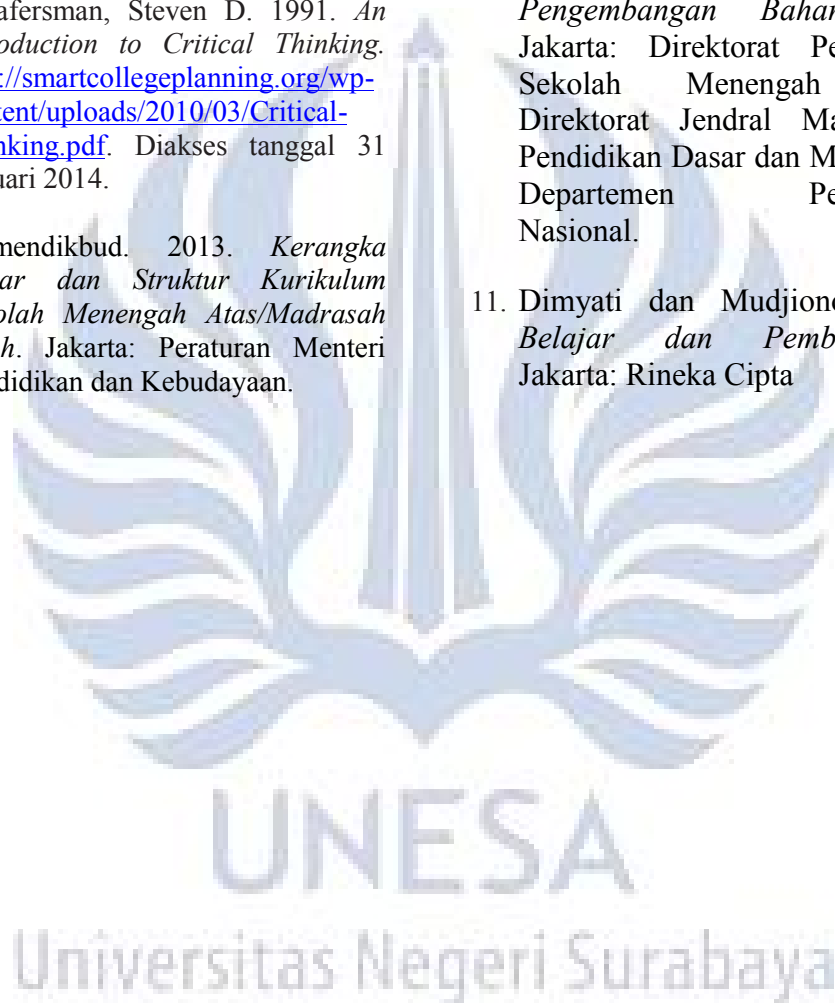 afersman, Steven D. 1991. An
oduction to Critical Thinking.
://smartcollegeplanning.org/wp-
tent/uploads/2010/03/Critical-
nking.pdf. Diakses tanggal 31
uari 2014.
mendikbud. 2013. Kerangka
ar dan Struktur Kurikulum
olah Menengah Atas/Madrasah
h. Jakarta: Peraturan Menteri
didikan dan Kebudayaan.
Pengembangan Bahan
Jakarta: Direktorat Pe
Sekolah Menengah
Direktorat Jendral Ma
Pendidikan Dasar dan M
Departemen Pe
Nasional.
11. Dimyati dan Mudjiono
Belajar dan Pemb
Jakarta: Rineka Cipta
UNESA
Universitas Negeri Surabaya